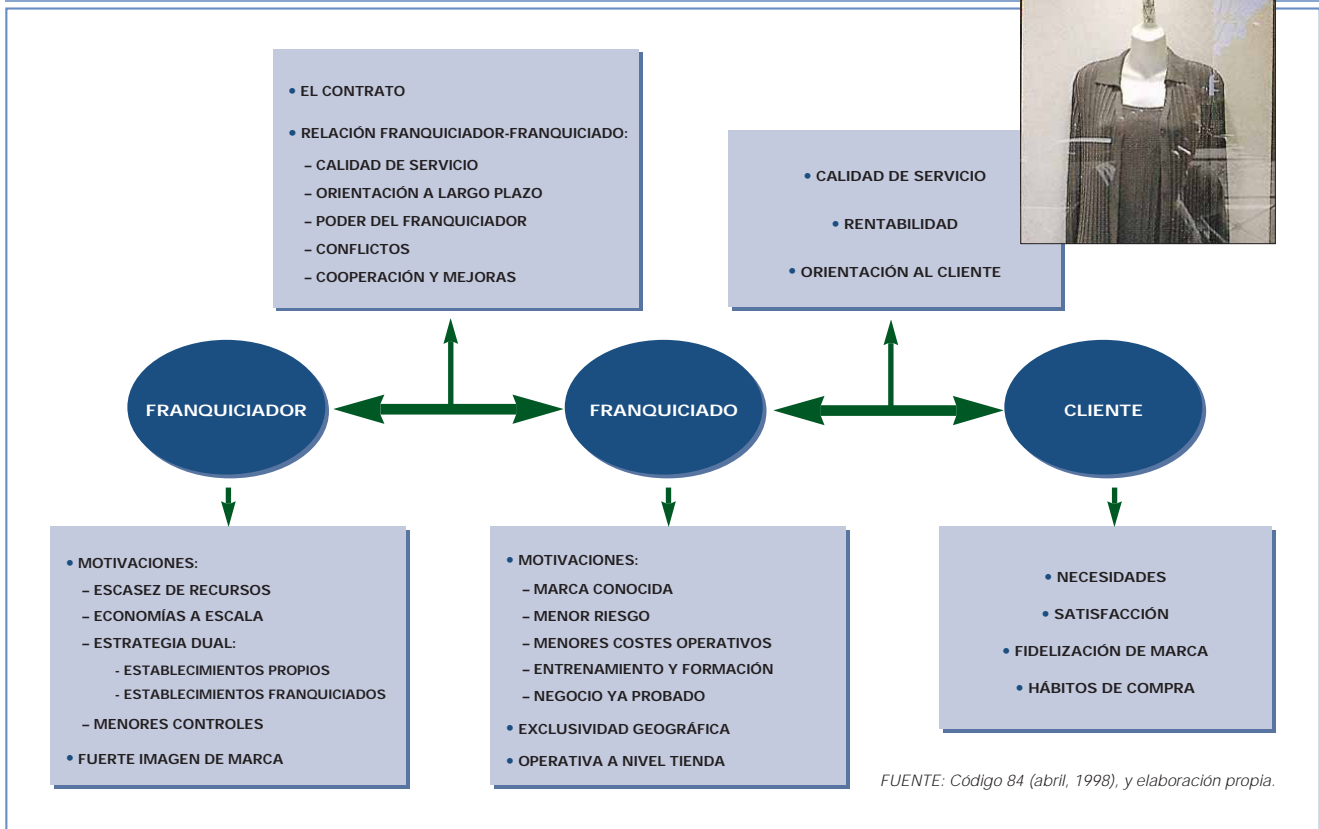 • EL CONTRATO
• RELACIÓN FRANQUICIADOR-FRANQUICIADO:
– CALIDAD DE SERVICIO
– ORIENTACIÓN A LARGO PLAZO
– PODER DEL FRANQUICIADOR
– CONFLICTOS
– COOPERACIÓN Y MEJORAS
• CALIDAD DE SERVICIO
• RENTABILIDAD
• ORIENTACIÓN AL CLIENTE
FRANQUICIADOR
FRANQUICIADO
CLIENTE
• MOTIVACIONES:
– ESCASEZ DE RECURSOS
– ECONOMÍAS A ESCALA
– ESTRATEGIA DUAL:
- ESTABLECIMIENTOS PROPIOS
- ESTABLECIMIENTOS FRANQUICIADOS
– MENORES CONTROLES
• FUERTE IMAGEN DE MARCA
• MOTIVACIONES:
– MARCA CONOCIDA
– MENOR RIESGO
– MENORES COSTES OPERATIVOS
– ENTRENAMIENTO Y FORMACIÓN
– NEGOCIO YA PROBADO
• EXCLUSIVIDAD GEOGRÁFICA
• OPERATIVA A NIVEL TIENDA
• NECESIDADES
• SATISFACCIÓN
• FIDELIZACIÓN DE MARCA
• HÁBITOS DE COMPRA
FUENTE: Código 84 (abril, 1998), y elaboración propia.